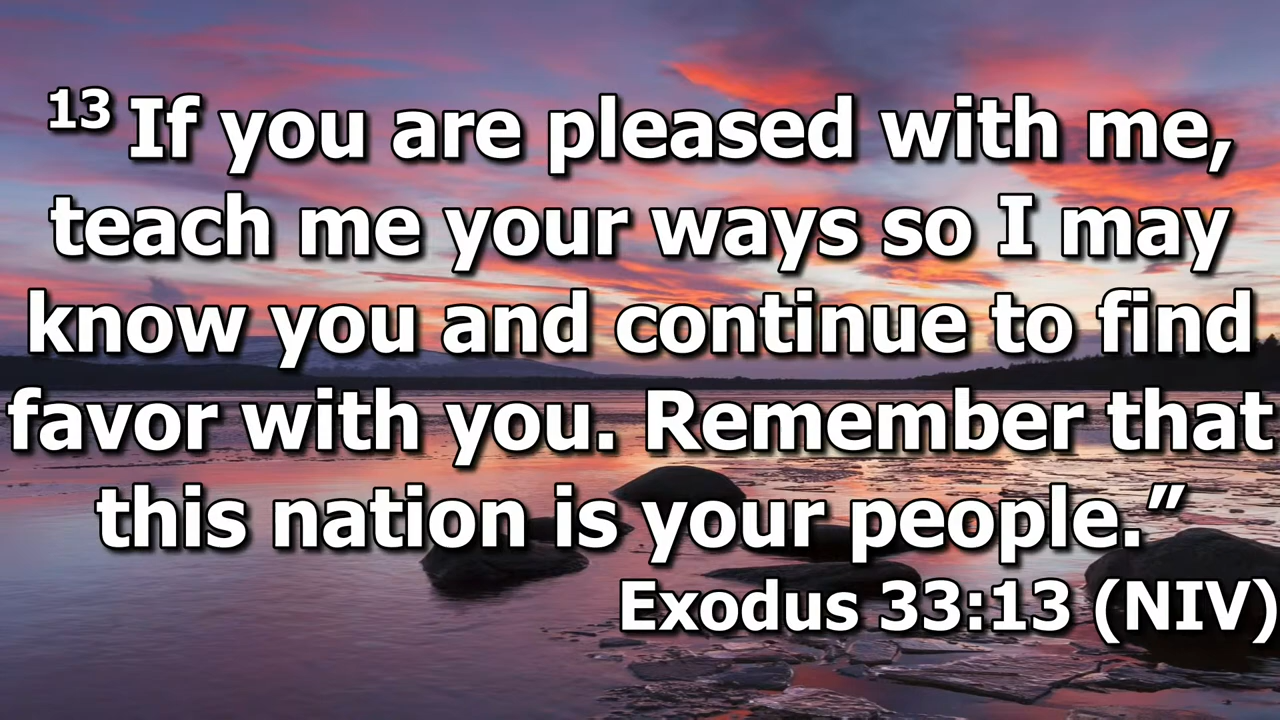 13 If you are pleased with me,
teach me your ways so I may
know you and continue to find
favor with you. Remember that
this nation is your people.”
Exodus 33:13 (NIV)